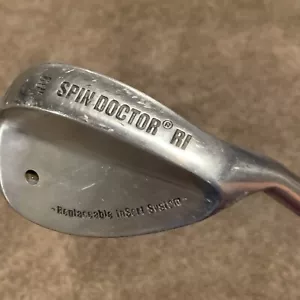 SPIN DOCTOR® RI
~Replaceable InSert System~